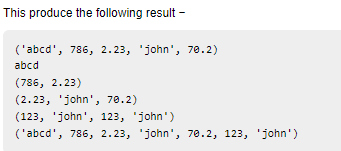 This produce the following result −
('abcd', 786, 2.23, 'john', 70.2)
abcd
(786, 2.23)
(2.23, 'john', 70.2)
(123, 'john', 123, 'john')
('abcd', 786, 2.23, 'john', 70.2, 123, 'john')